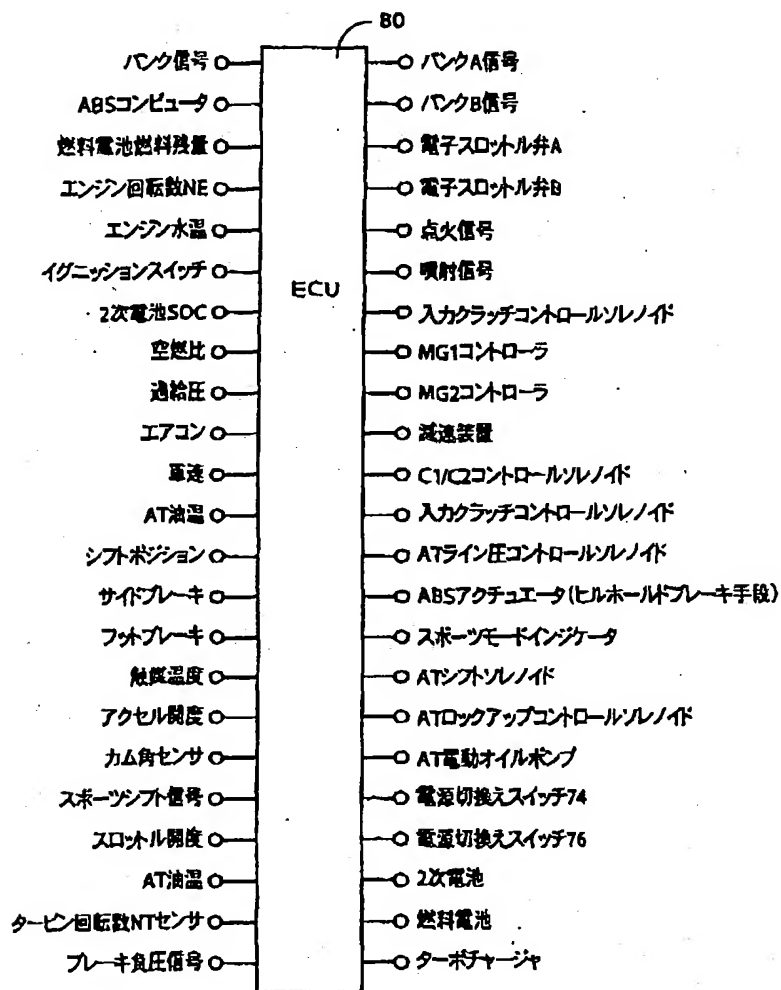 80
バンク信号
ABSコンピュータ
燃料電池燃料残量
エンジン回転数NE
エンジン水温
イグニッションスイッチ
2次電池SOC
空燃比
過給圧
エアコン
車速
AT油温
シフトポジション
サイドブレーキ
フットブレーキ
触媒温度
アクセル開度
カム角センサ
スポーツシフト信号
スロットル開度
AT油温
タービン回転数NTセンサ
ブレーキ負圧信号
ECU
バンクA信号
バンクB信号
電子スロットル弁A
電子スロットル弁B
点火信号
噴射信号
入力クラッチコントロールソレノイド
MG1コントローラ
MG2コントローラ
減速装置
C1/C2コントロールソレノイド
入力クラッチコントロールソレノイド
ATライン圧コントロールソレノイド
ABSアクチュエータ(ヒルホールドブレーキ手段)
スポーツモードインジケータ
ATシフトソレノイド
ATロックアップコントロールソレノイド
AT電動オイルポンプ
電源切換えスイッチ74
電源切換えスイッチ76
2次電池
燃料電池
ターボチャージャ